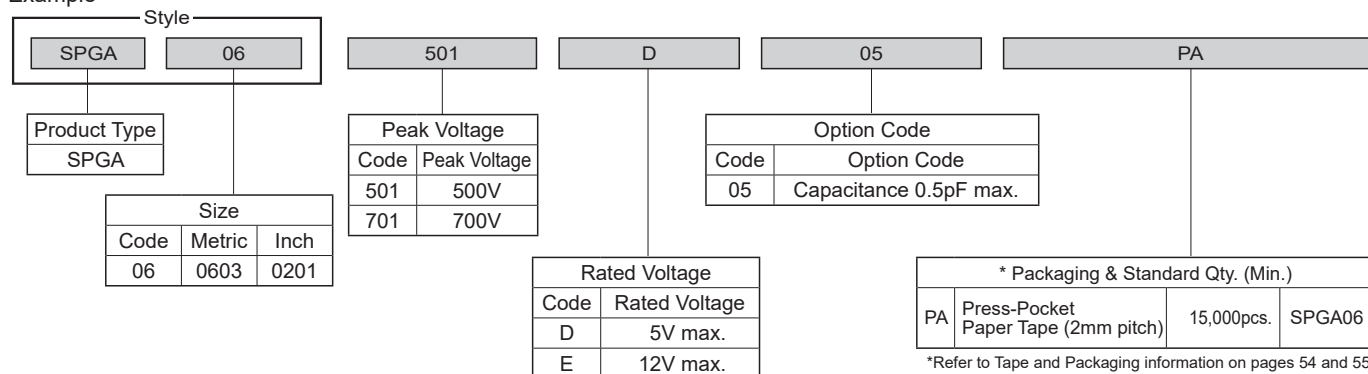 Example
Style
SPGA 06 501 D 05 PA
Product Type
SPGA
Size
Code Metric Inch
06 0603 0201
Peak Voltage
Code Peak Voltage
501 500V
701 700V
Rated Voltage
Code Rated Voltage
D 5V max.
E 12V max.
Option Code
Code Option Code
05 Capacitance 0.5pF max.
* Packaging & Standard Qty. (Min.)
PA Press-Pocket
Paper Tape (2mm pitch) 15,000pcs. SPGA06
*Refer to Tape and Packaging information on pages 54 and 55